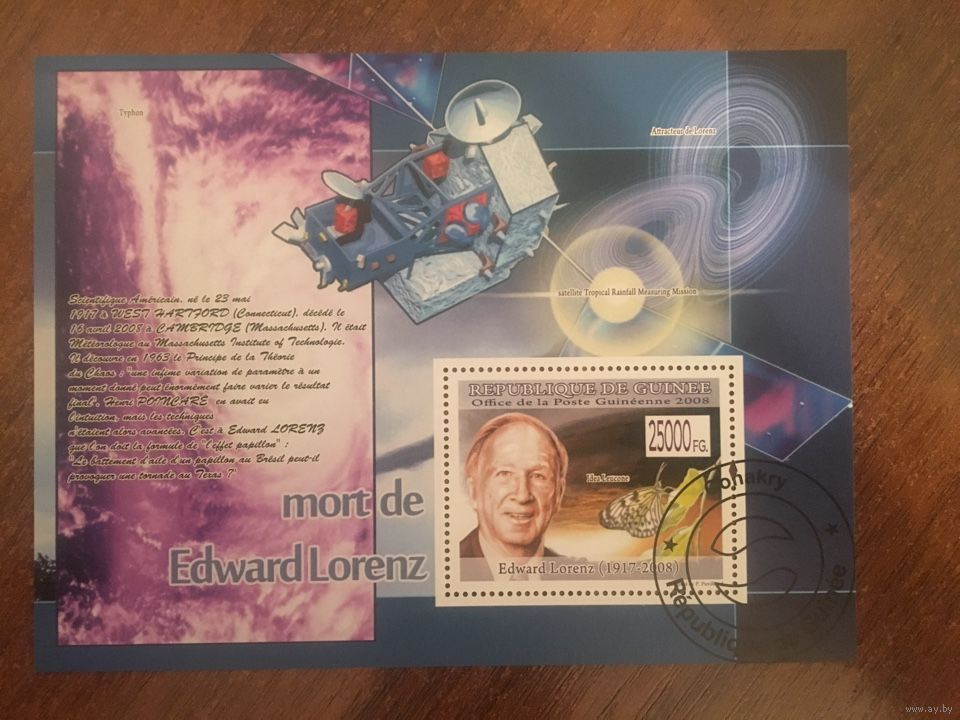 Typhon
Attracteur de Lorenz
satellite Tropical Rainfall Measuring Mission
Scientifique Américain, né le 23 mai
1917 à WEST HARTFORD (Connecticut), décédé le
16 avril 2008 à CAMBRIDGE (Massachusetts). Il était
Météorologue au Massachusetts Institute of Technologie.
Il découvre en 1963 le Principe de la Théorie
du Chaos : "une infime variation de paramètre à un
moment donné peut énormément faire varier le résultat
final", Henri POINCARE en avait eu
l'intuition, mais les techniques
n'étaient alors avancées. C'est à Edward LORENZ
que l'on doit la formule de "l'effet papillon" :
"Le battement d'aile d'un papillon au Brésil peut-il
provoquer une tornade au Texas ?"
mort de
Edward Lorenz
REPUBLIQUE DE GUINEE
Office de la Poste Guinéenne 2008
25000 FG.
Idea Leucone
Edward Lorenz (1917-2008)
Conakry
République Guinée
www.ay.by